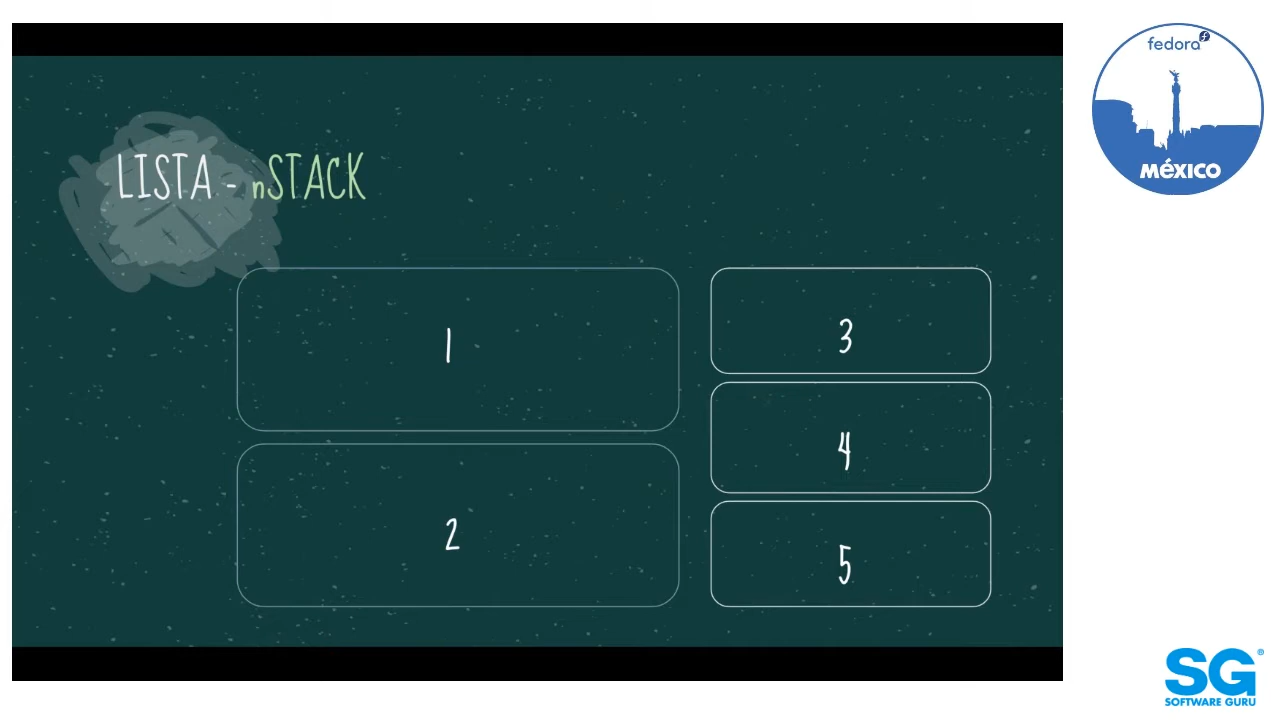 fedora
MÉXICO
LISTA - nSTACK
1
2
3
4
5
SG®
SOFTWARE GURU